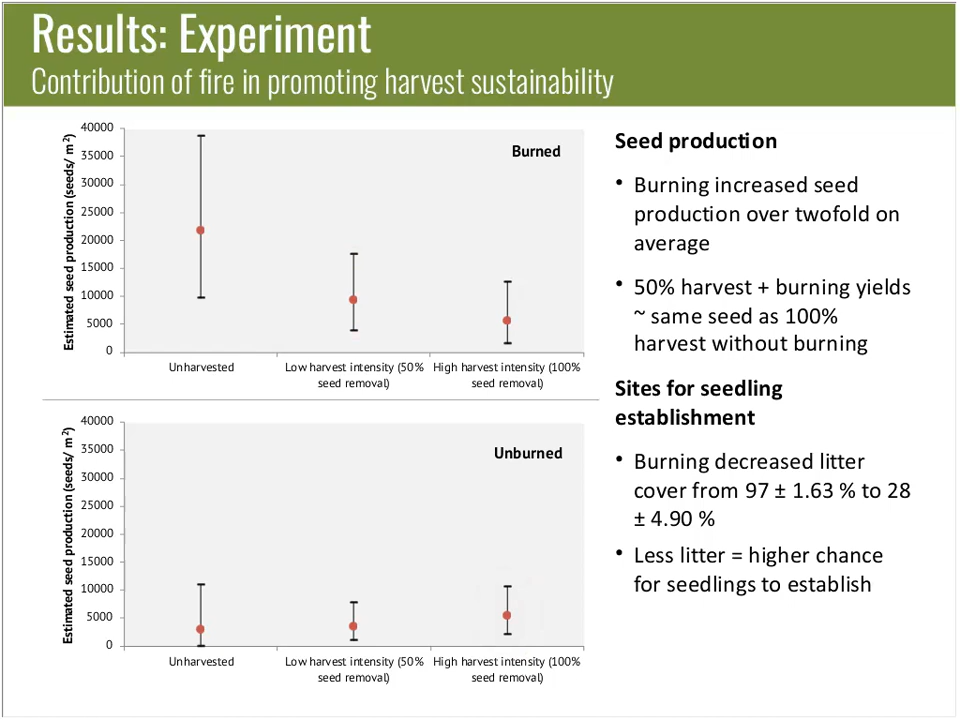 Results: Experiment
Contribution of fire in promoting harvest sustainability
Estimated seed production (seeds/ m²)
40000
35000
30000
25000
20000
15000
10000
5000
0
Burned
Unharvested
Low harvest intensity (50% seed removal)
High harvest intensity (100% seed removal)
Estimated seed production (seeds/ m²)
40000
35000
30000
25000
20000
15000
10000
5000
0
Unburned
Unharvested
Low harvest intensity (50% seed removal)
High harvest intensity (100% seed removal)
Seed production
• Burning increased seed
production over twofold on
average
• 50% harvest + burning yields
~ same seed as 100%
harvest without burning
Sites for seedling
establishment
• Burning decreased litter
cover from 97 ± 1.63 % to 28
± 4.90 %
• Less litter = higher chance
for seedlings to establish